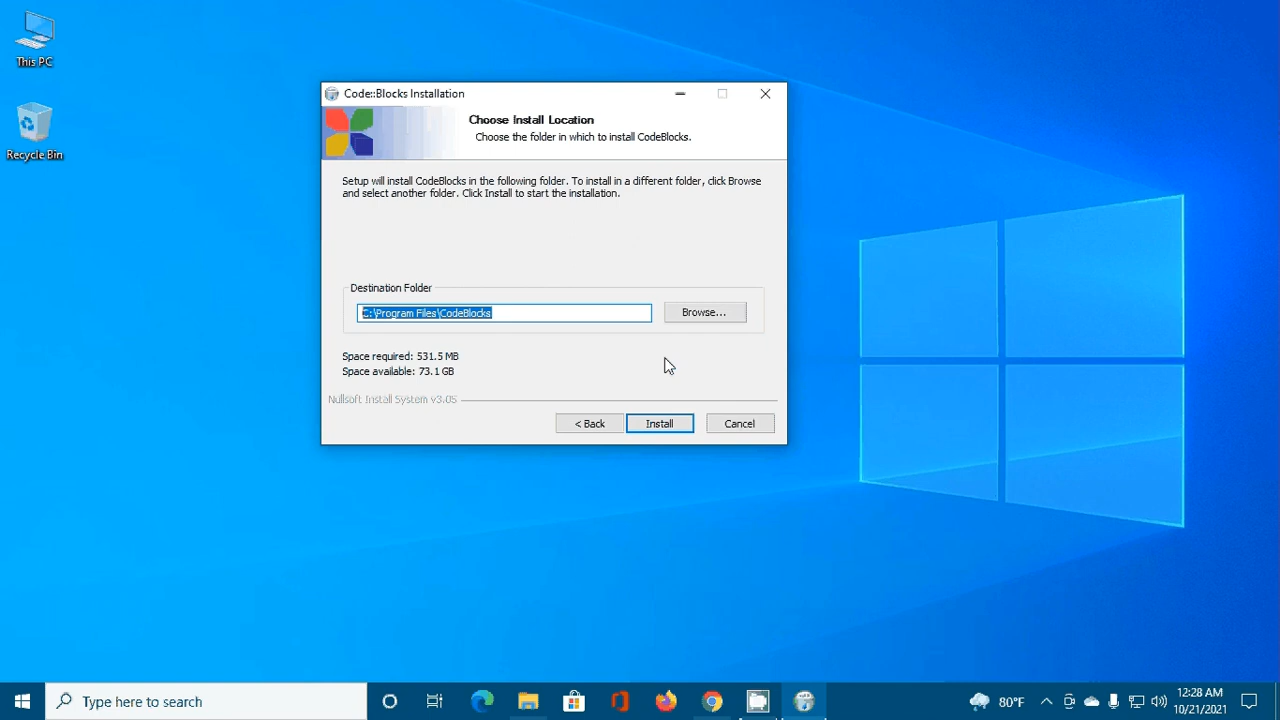 This PC
Recycle Bin
Code::Blocks Installation
Choose Install Location
Choose the folder in which to install CodeBlocks.
Setup will install CodeBlocks in the following folder. To install in a different folder, click Browse
and select another folder. Click Install to start the installation.
Destination Folder
C:\Program Files\CodeBlocks
Browse...
Space required: 531.5 MB
Space available: 73.1 GB
Nullsoft Install System v3.05
< Back
Install
Cancel
Type here to search
80°F
12:28 AM
10/21/2021